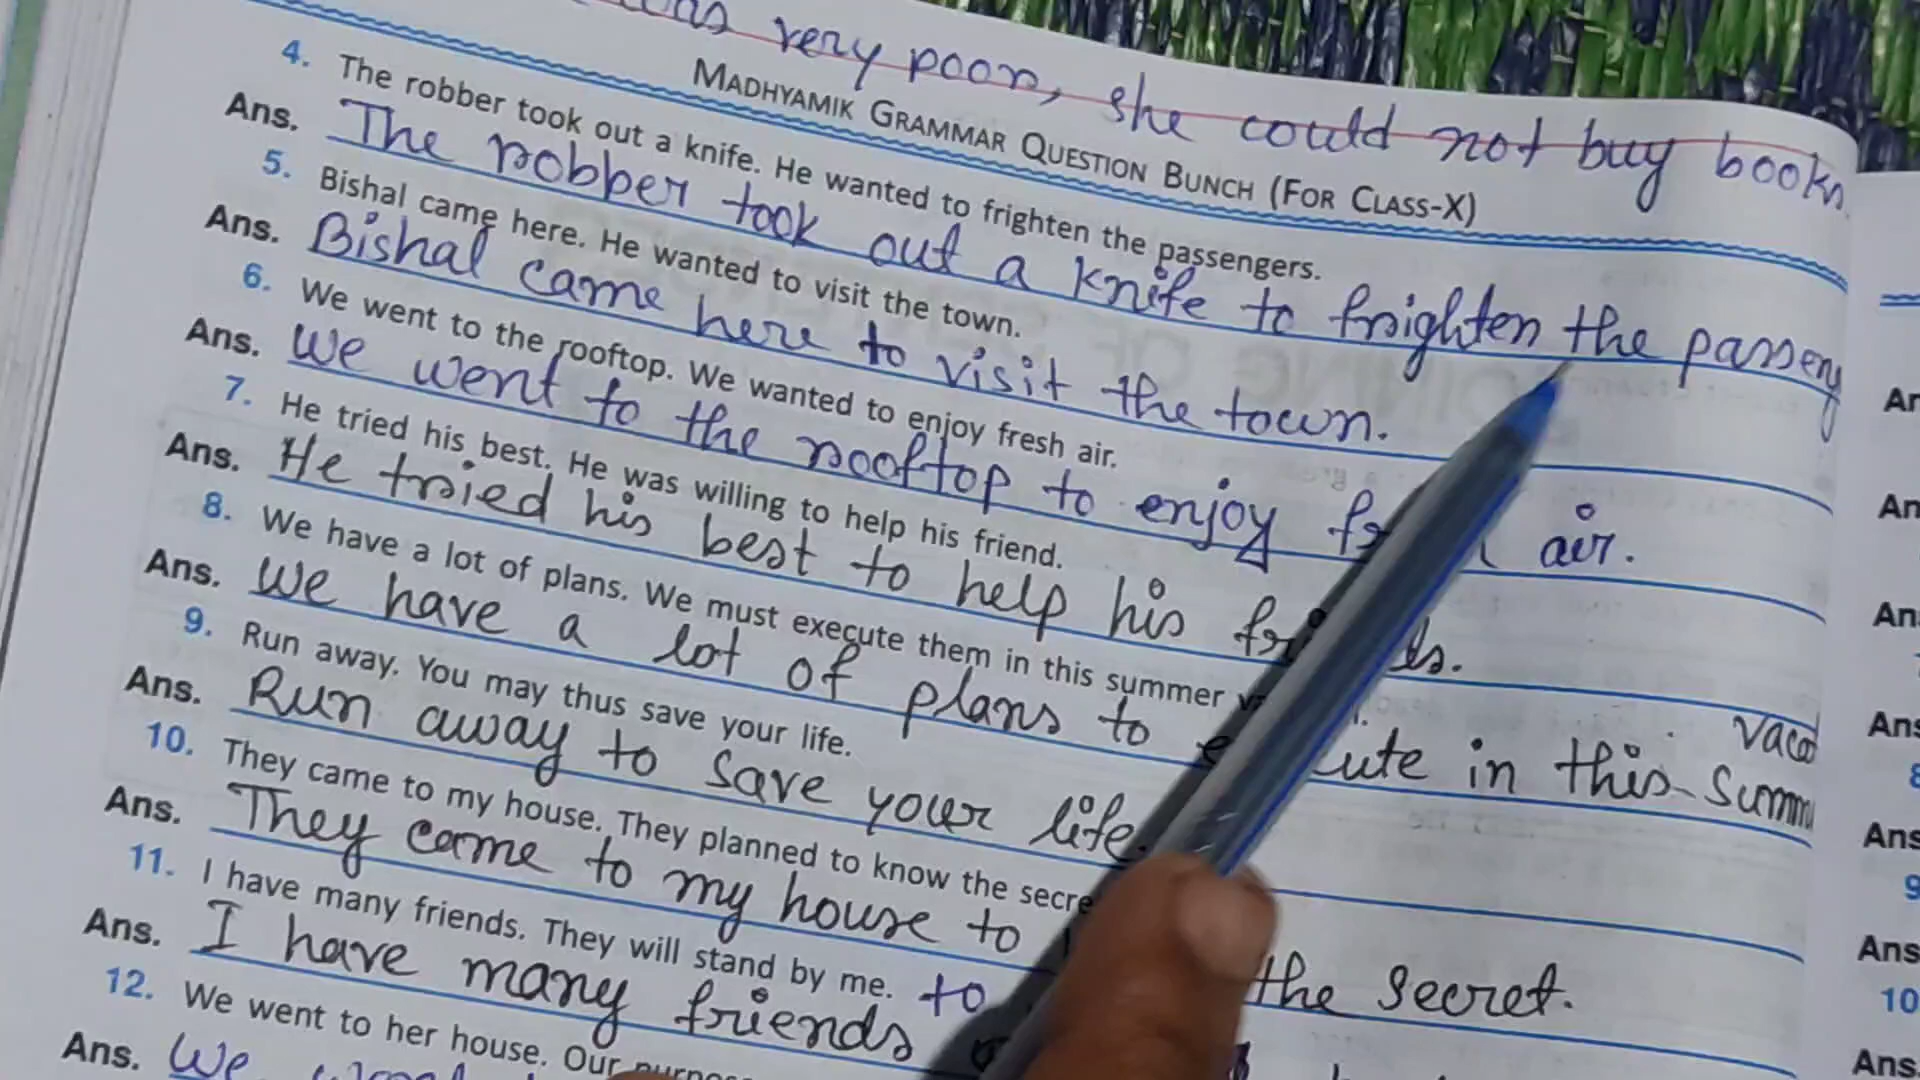 was very poor, she could not buy books.
MADHYAMIK GRAMMAR QUESTION BUNCH (FOR CLASS-X)
4. The robber took out a knife. He wanted to frighten the passengers.
Ans. The robber took out a knife to frighten the
5. Bishal came here. He wanted to visit the town.
Ans. Bishal came here to visit the town.
6. We went to the rooftop. We wanted to enjoy fresh air.
Ans. We went to the rooftop to enjoy air.
7. He tried his best. He was willing to help his friend.
Ans. He tried his best to help his
8. We have a lot of plans. We must execute them in this summer
Ans. We have a lot of plans to in this
9. Run away. You may thus save your life.
Ans. Run away to save your life.
10. They came to my house. They planned to know the
Ans. They came to my house to the secret.
11. I have many friends. They will stand by me.
Ans. I have many friends to
12. We went to her house. Our
Ans. We
Ans
8
Ans
9
Ans
10
Ans